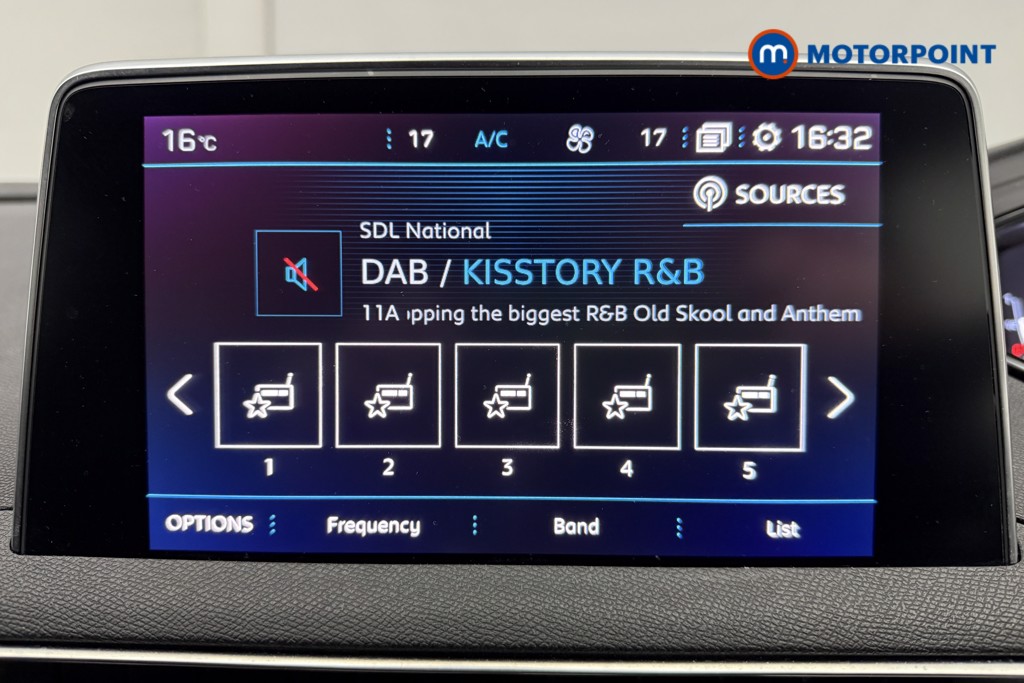 m MOTORPOINT
16°C 17 A/C 17 16:32
SOURCES
SDL National
DAB / KISSTORY R&B
11A ıpping the biggest R&B Old Skool and Anthem
1 2 3 4 5
OPTIONS Frequency Band List